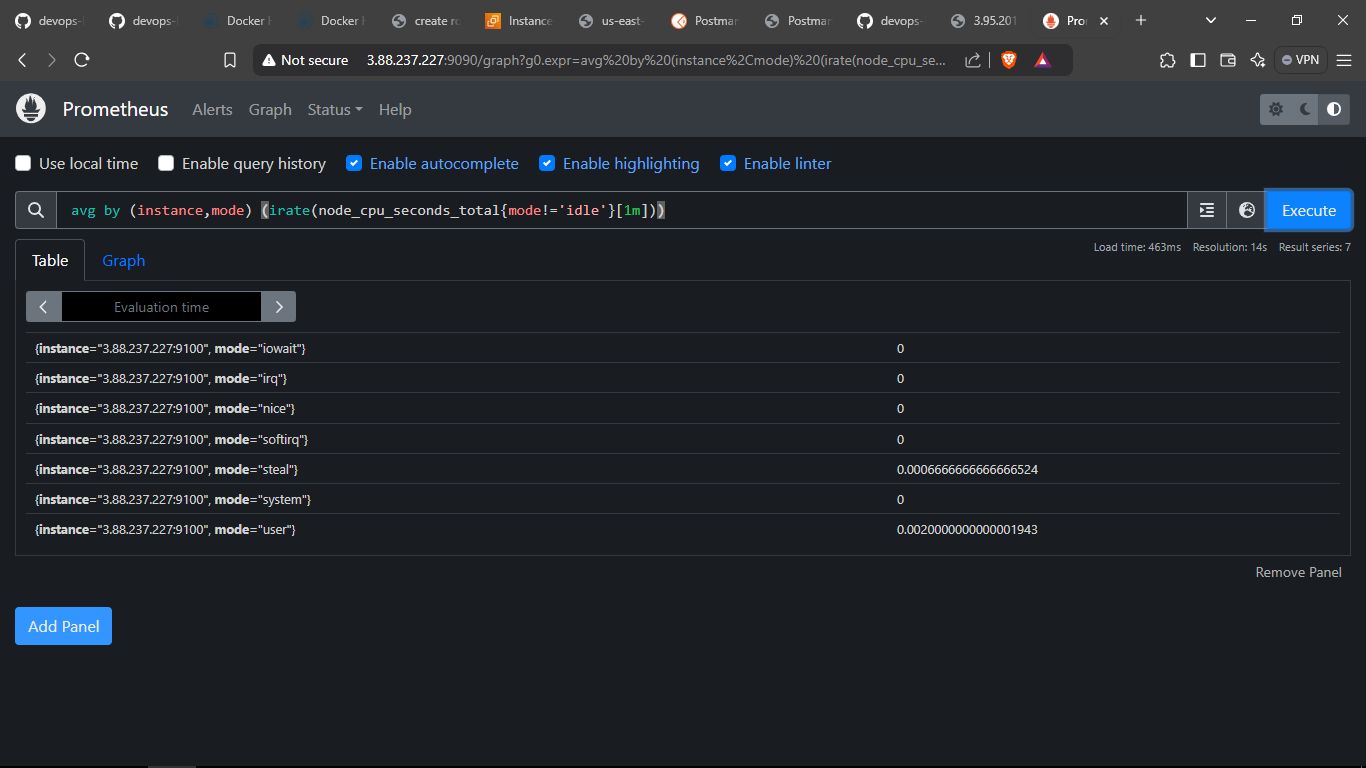 devops- devops- Docker H Docker H create ro Instance us-east- Postmar Postmar devops- 3.95.201 Pro
Not secure 3.88.237.227:9090/graph?g0.expr=avg%20by%20(instance%2Cmode)%20(irate(node_cpu_se... VPN
Prometheus Alerts Graph Status Help
Use local time Enable query history Enable autocomplete Enable highlighting Enable linter
avg by (instance,mode) (irate(node_cpu_seconds_total{mode!='idle'}[1m])) Execute
Load time: 463ms Resolution: 14s Result series: 7
Table Graph
Evaluation time
{instance="3.88.237.227:9100", mode="iowait"} 0
{instance="3.88.237.227:9100", mode="irq"} 0
{instance="3.88.237.227:9100", mode="nice"} 0
{instance="3.88.237.227:9100", mode="softirq"} 0
{instance="3.88.237.227:9100", mode="steal"} 0.0006666666666666524
{instance="3.88.237.227:9100", mode="system"} 0
{instance="3.88.237.227:9100", mode="user"} 0.0020000000000001943
Remove Panel
Add Panel